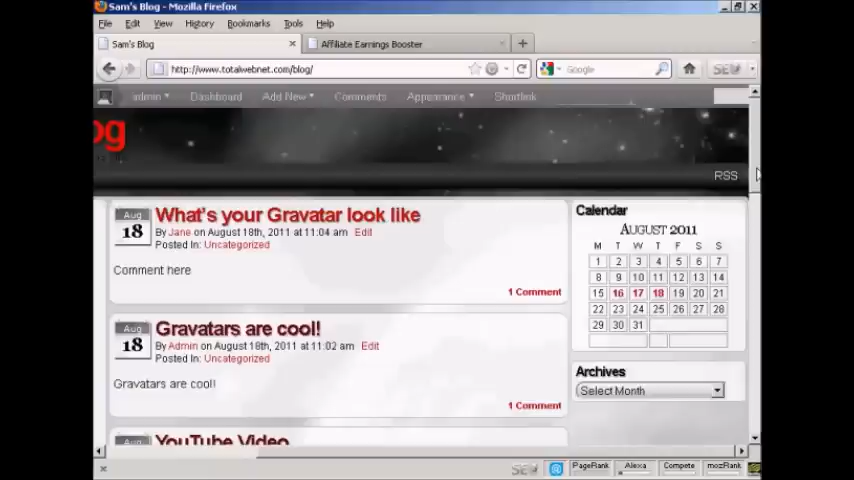 Sam's Blog - Mozilla Firefox
File Edit View History Bookmarks Tools Help
Sam's Blog Affiliate Earnings Booster
http://www.totalwebnet.com/blog/ Google
admin Dashboard Add New Comments Appearance Shortlink
og
RSS
Aug
18
What's your Gravatar look like
By Jane on August 18th, 2011 at 11:04 am Edit
Posted In: Uncategorized
Comment here
1 Comment
Aug
18
Gravatars are cool!
By Admin on August 18th, 2011 at 11:02 am Edit
Posted In: Uncategorized
Gravatars are cool!
1 Comment
Aug
YouTube Video
Calendar
August 2011
M T W T F S S
1 2 3 4 5 6 7
8 9 10 11 12 13 14
15 16 17 18 19 20 21
22 23 24 25 26 27 28
29 30 31
Archives
Select Month
PageRank Alexa Compete mozRank